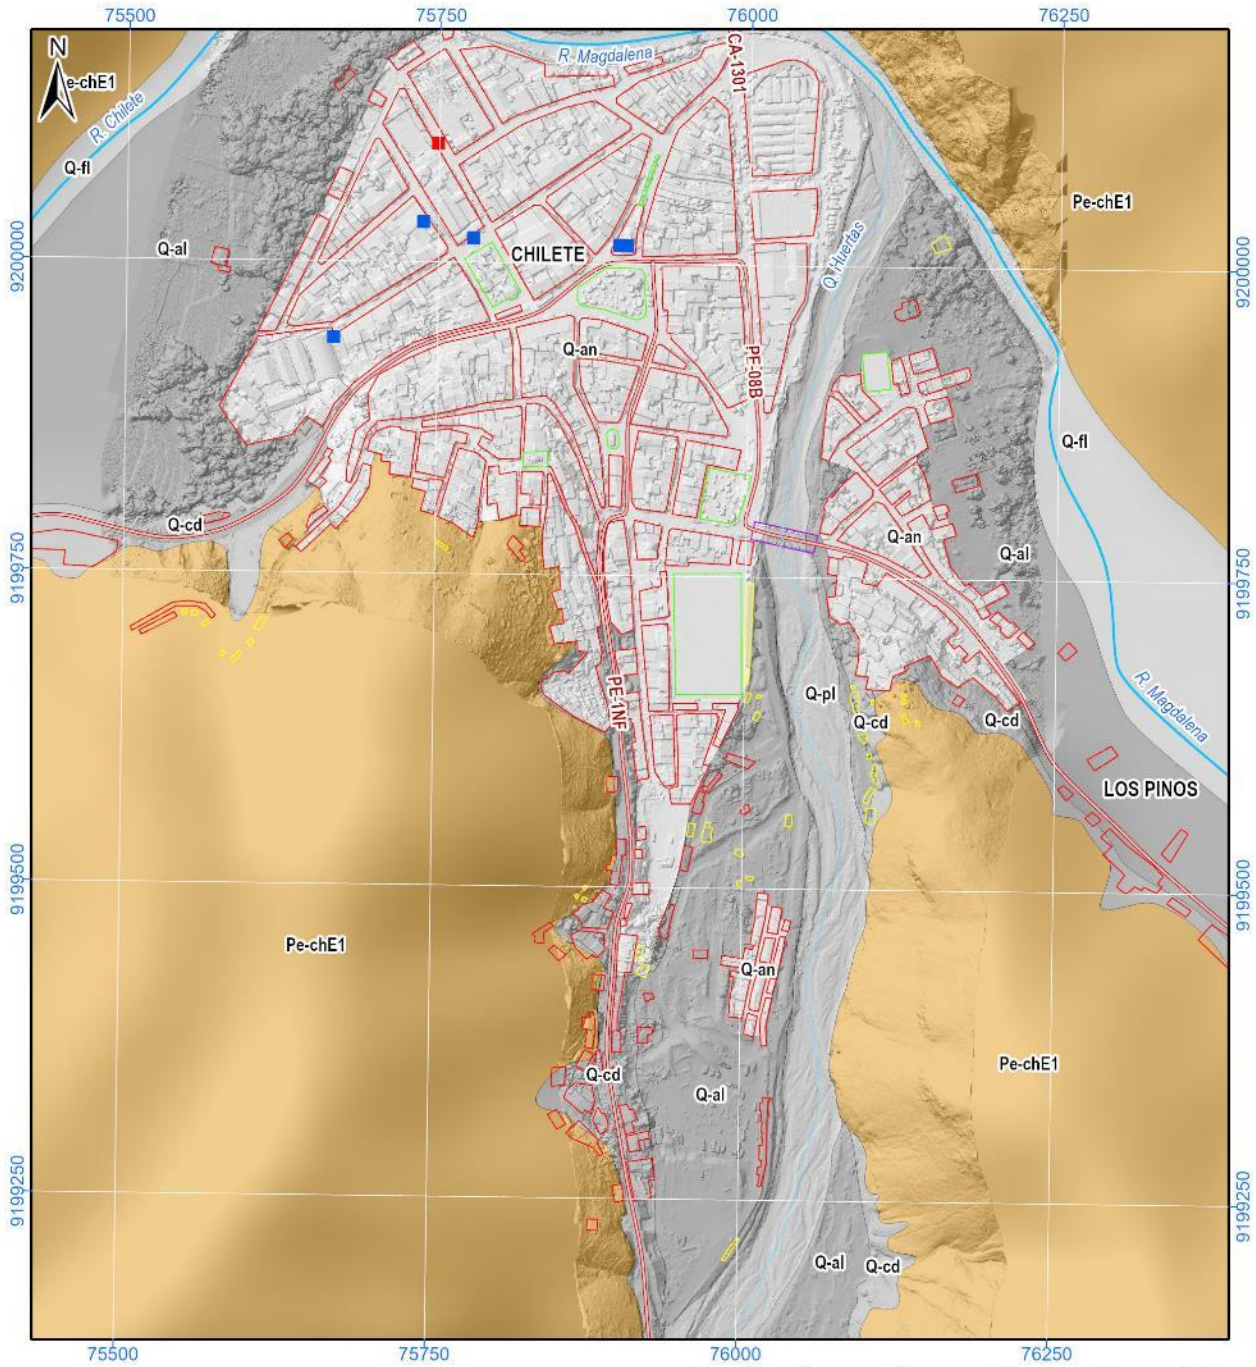 75500 75750 76000 76250
N
e-chE1
R. Chilete
Q-fl
R. Magdalena
CA-1301
Pe-chE1
Q-al
CHILETE
Q. Huertas
9200000
9200000
Q-an
PE-08B
Q-fl
Q-cd
Q-an
Q-al
9199750
9199750
PE-1NF
Q-pl
Q-cd
Q-cd
R. Magdalena
LOS PINOS
9199500
9199500
Pe-chE1
Q-an
Q-cd
Q-al
Pe-chE1
9199250
9199250
Q-al
Q-cd
75500 75750 76000 76250